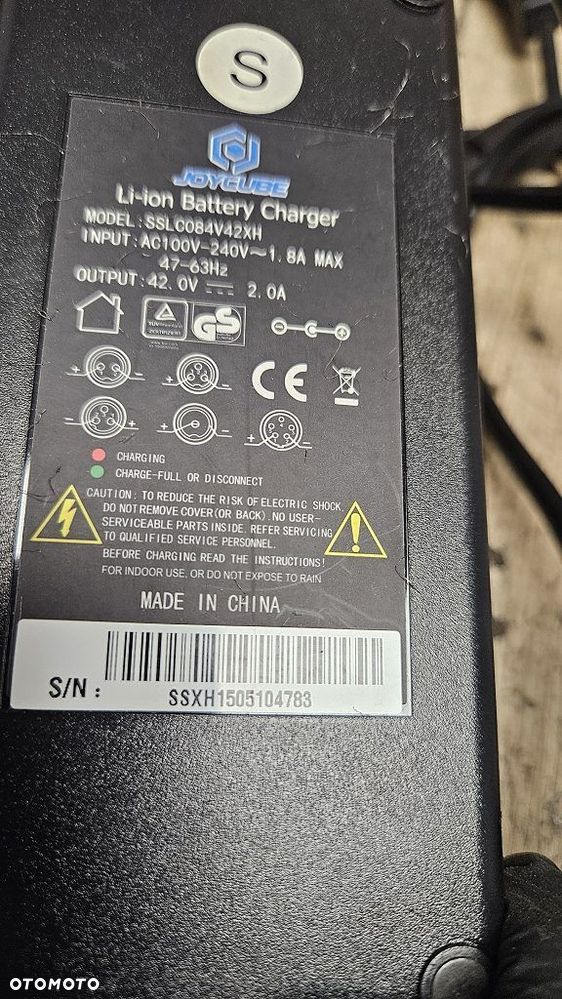 S
JOYCUBE
Li-ion Battery Charger
MODEL:SSLC084V42XH
INPUT:AC100V-240V~1.8A MAX
47-63Hz
OUTPUT:42.0V ⎓ 2.0A
GS
CE
CHARGING
CHARGE-FULL OR DISCONNECT
CAUTION: TO REDUCE THE RISK OF ELECTRIC SHOCK.
DO NOT REMOVE COVER(OR BACK). NO USER-
SERVICEABLE PARTS INSIDE. REFER SERVICING
TO QUALIFIED SERVICE PERSONNEL.
BEFORE CHARGING READ THE INSTRUCTIONS!
FOR INDOOR USE. OR DO NOT EXPOSE TO RAIN
MADE IN CHINA
S/N:
SSXH1505104783
OTOMOTO